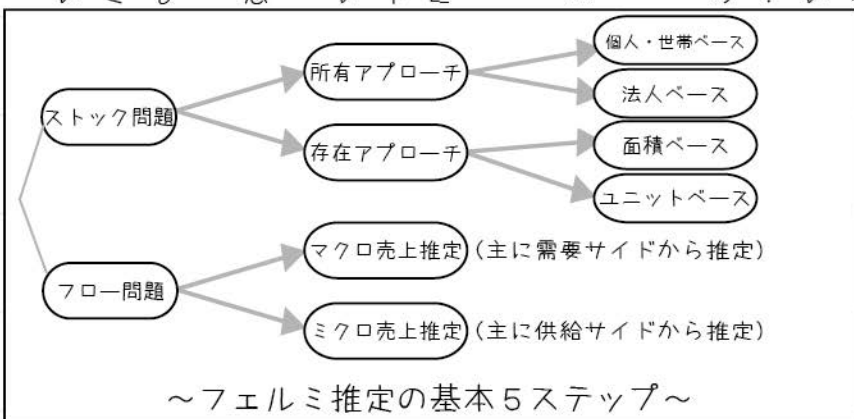 個人・世帯ベース
所有アプローチ
法人ベース
ストック問題
存在アプローチ
面積ベース
ユニットベース
マクロ売上推定(主に需要サイドから推定)
フロー問題
ミクロ売上推定(主に供給サイドから推定)
～フェルミ推定の基本5ステップ～